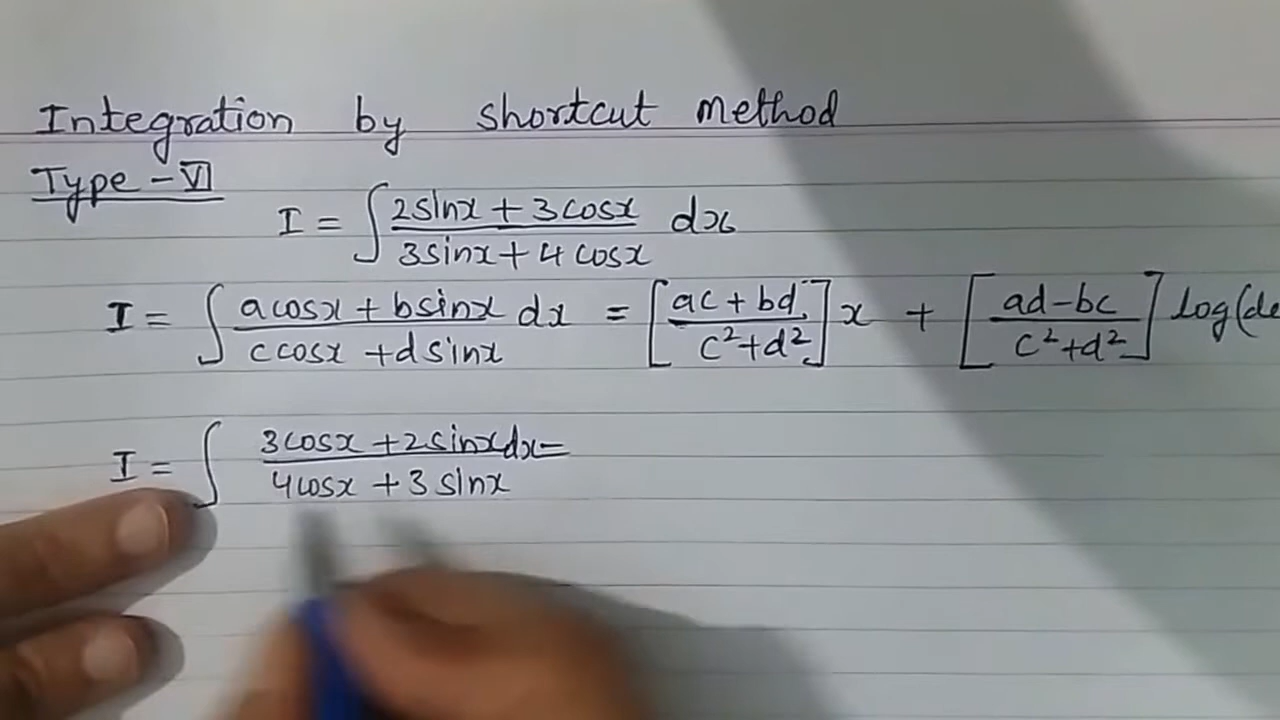 Integration by shortcut method
Type - VI
I = ∫ (2sinx + 3cosx)/(3sinx + 4cosx) dx
I = ∫ (acosx + bsinx)/(ccosx + dsinx) dx = [(ac + bd)/(c² + d²)] x + [(ad - bc)/(c² + d²)] log(de
I = ∫ (3cosx + 2sinx)/(4cosx + 3sinx) dx =